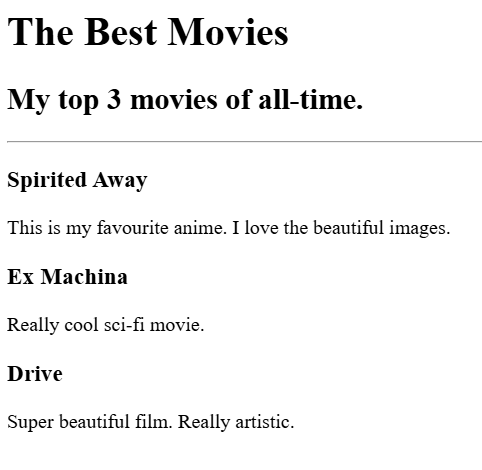 The Best Movies
My top 3 movies of all-time.
Spirited Away
This is my favourite anime. I love the beautiful images.
Ex Machina
Really cool sci-fi movie.
Drive
Super beautiful film. Really artistic.